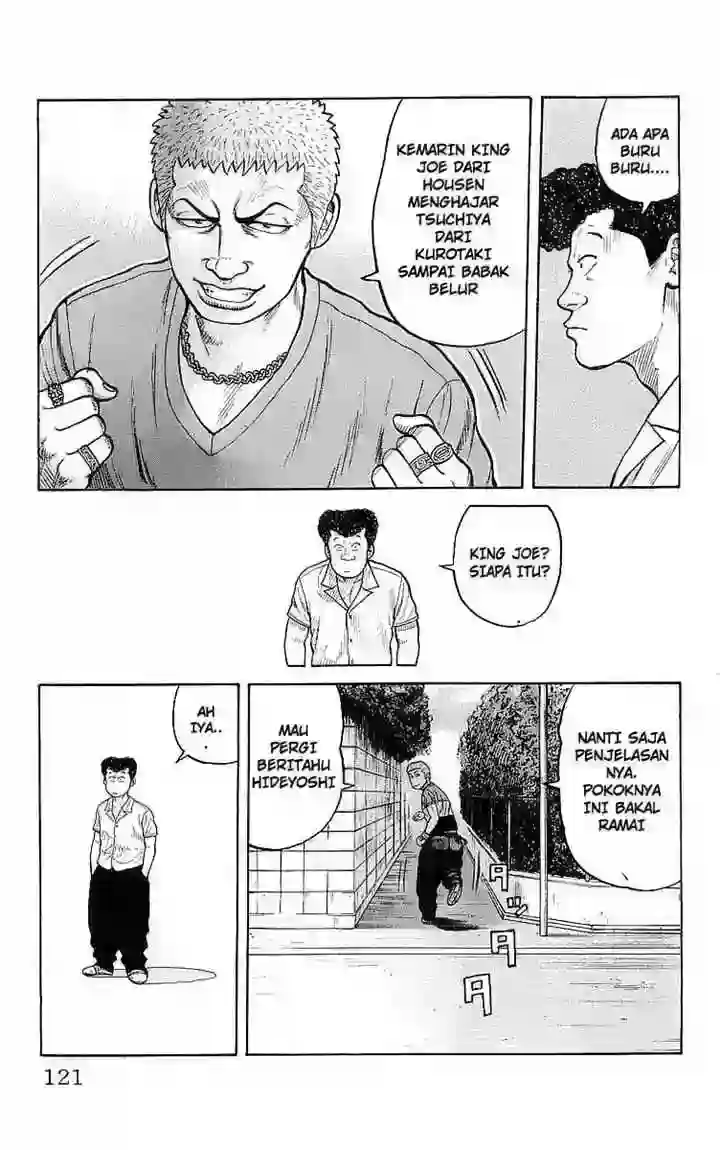 ADA APA
BURU
BURU....
KEMARIN KING
JOE DARI
HOUSEN
MENGHAJAR
TSUCHIYA
DARI
KUROTAKI
SAMPAI BABAK
BELUR
KING JOE?
SIAPA ITU?
NANTI SAJA
PENJELASAN
NYA.
POKOKNYA
INI BAKAL
RAMAI
MAU
PERGI
BERITAHU
HIDEYOSHI
AH
IYA..
121